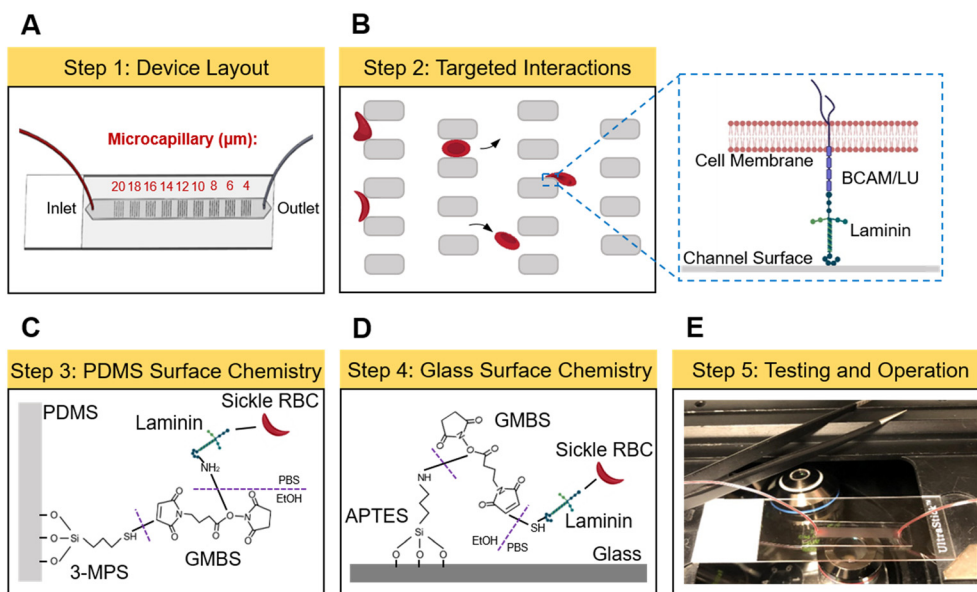 A
Step 1: Device Layout
Microcapillary (µm):
20 18 16 14 12 10 8 6 4
Inlet
Outlet
B
Step 2: Targeted Interactions
Cell Membrane
BCAM/LU
Laminin
Channel Surface
C
Step 3: PDMS Surface Chemistry
PDMS
Sickle RBC
Laminin
NH₂
PBS
EtOH
O
O
O
Si
SH
O
N
O
O
O
N
O
O
3-MPS
GMBS
D
Step 4: Glass Surface Chemistry
O
N
O
GMBS
O
O
NH
O
N
O
Sickle RBC
APTES
SH
Laminin
EtOH
PBS
Si
O
O
O
Glass
E
Step 5: Testing and Operation
UltraStick™